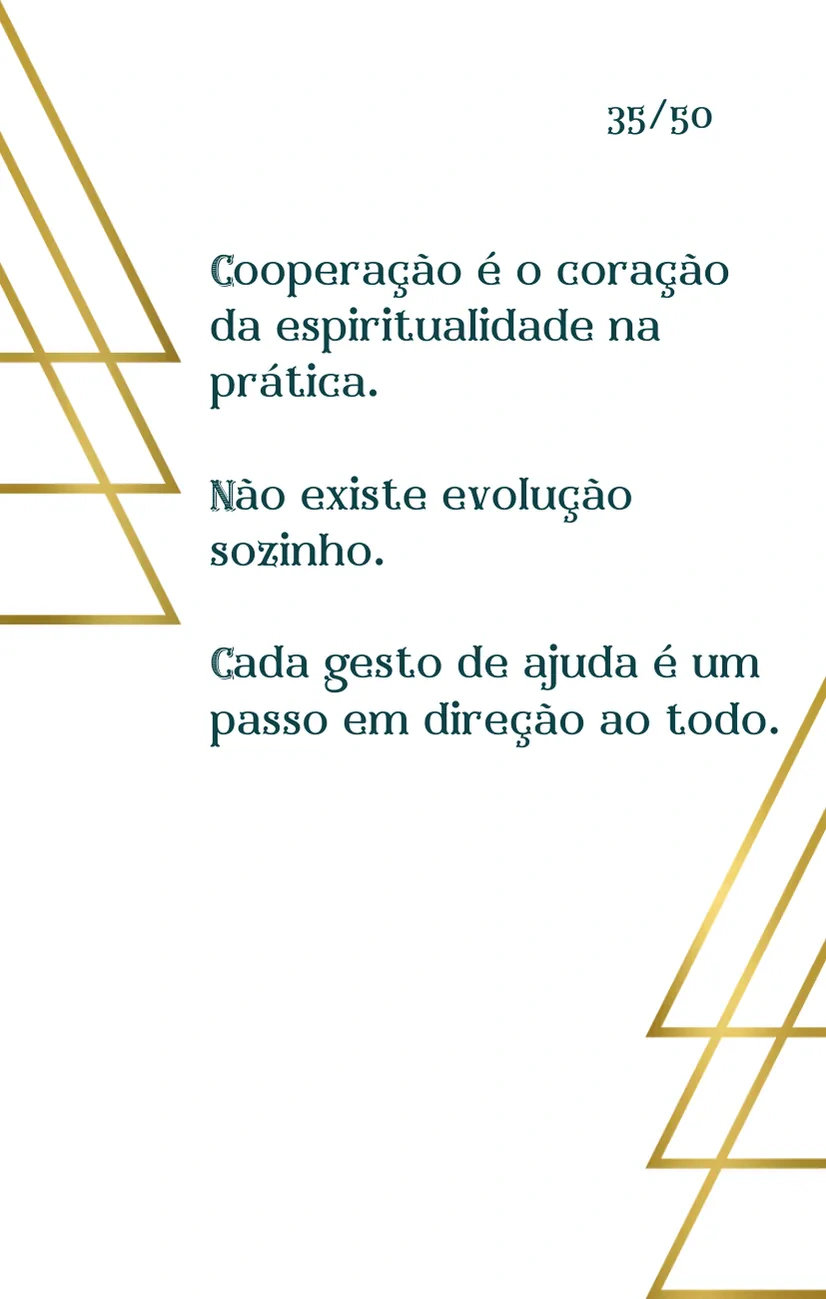 35/50
Cooperação é o coração
da espiritualidade na
prática.
Não existe evolução
sozinho.
Cada gesto de ajuda é um
passo em direção ao todo.